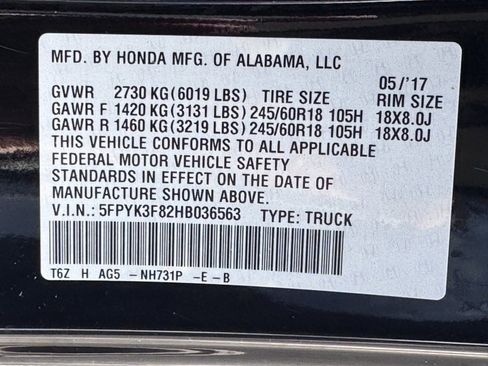 MFD. BY HONDA MFG. OF ALABAMA, LLC
05/'17
GVWR 2730 KG(6019 LBS) TIRE SIZE RIM SIZE
GAWR F 1420 KG(3131 LBS) 245/60R18 105H 18X8.0J
GAWR R 1460 KG(3219 LBS) 245/60R18 105H 18X8.0J
THIS VEHICLE CONFORMS TO ALL APPLICABLE
FEDERAL MOTOR VEHICLE SAFETY
STANDARDS IN EFFECT ON THE DATE OF
MANUFACTURE SHOWN ABOVE.
V.I.N.: 5FPYK3F82HB036563 TYPE: TRUCK
T6Z H AG5 -NH731P -E-B